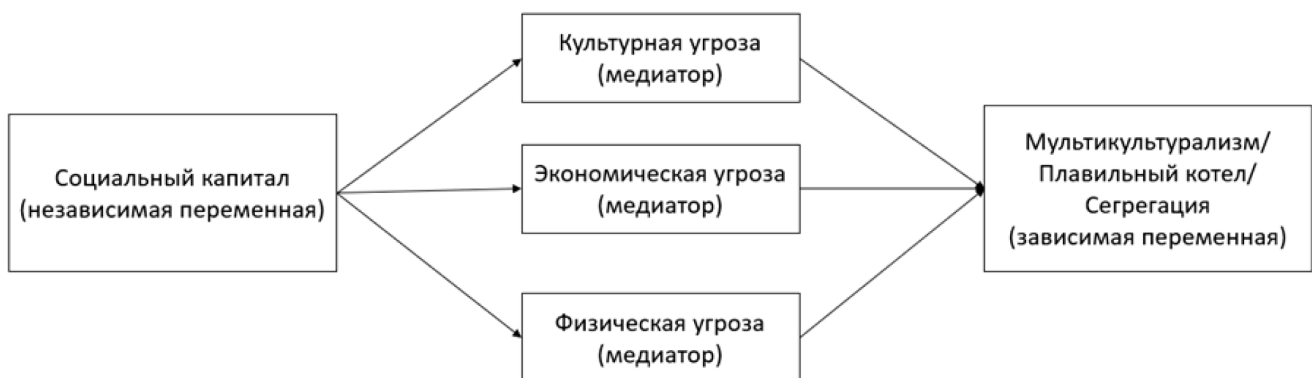 Социальный капитал
(независимая переменная)
Культурная угроза
(медиатор)
Экономическая угроза
(медиатор)
Физическая угроза
(медиатор)
Мультикультурализм/
Плавильный котел/
Сегрегация
(зависимая переменная)